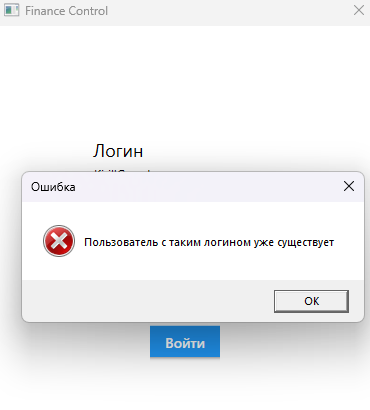 Finance Control
Логин
Ошибка
Пользователь с таким логином уже существует
OK
Войти